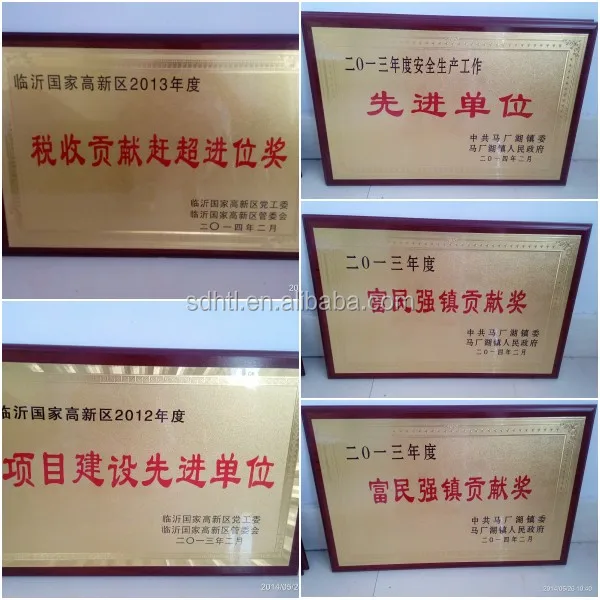 临沂国家高新区2013年度
税收贡献赶超进位奖
临沂国家高新区党工委
临沂国家高新区管委会
二〇一四年二月
临沂国家高新区2012年度
项目建设先进单位
临沂国家高新区党工委
临沂国家高新区管委会
二〇一三年二月
二〇一三年度安全生产工作
先进单位
中共马厂湖镇委
马厂湖镇人民政府
二〇一四年二月
二〇一三年度
富民强镇贡献奖
中共马厂湖镇委
马厂湖镇人民政府
二〇一四年二月
二〇一三年度
富民强镇贡献奖
中共马厂湖镇委
马厂湖镇人民政府
二〇一四年二月
sdhtl.en.alibaba.com